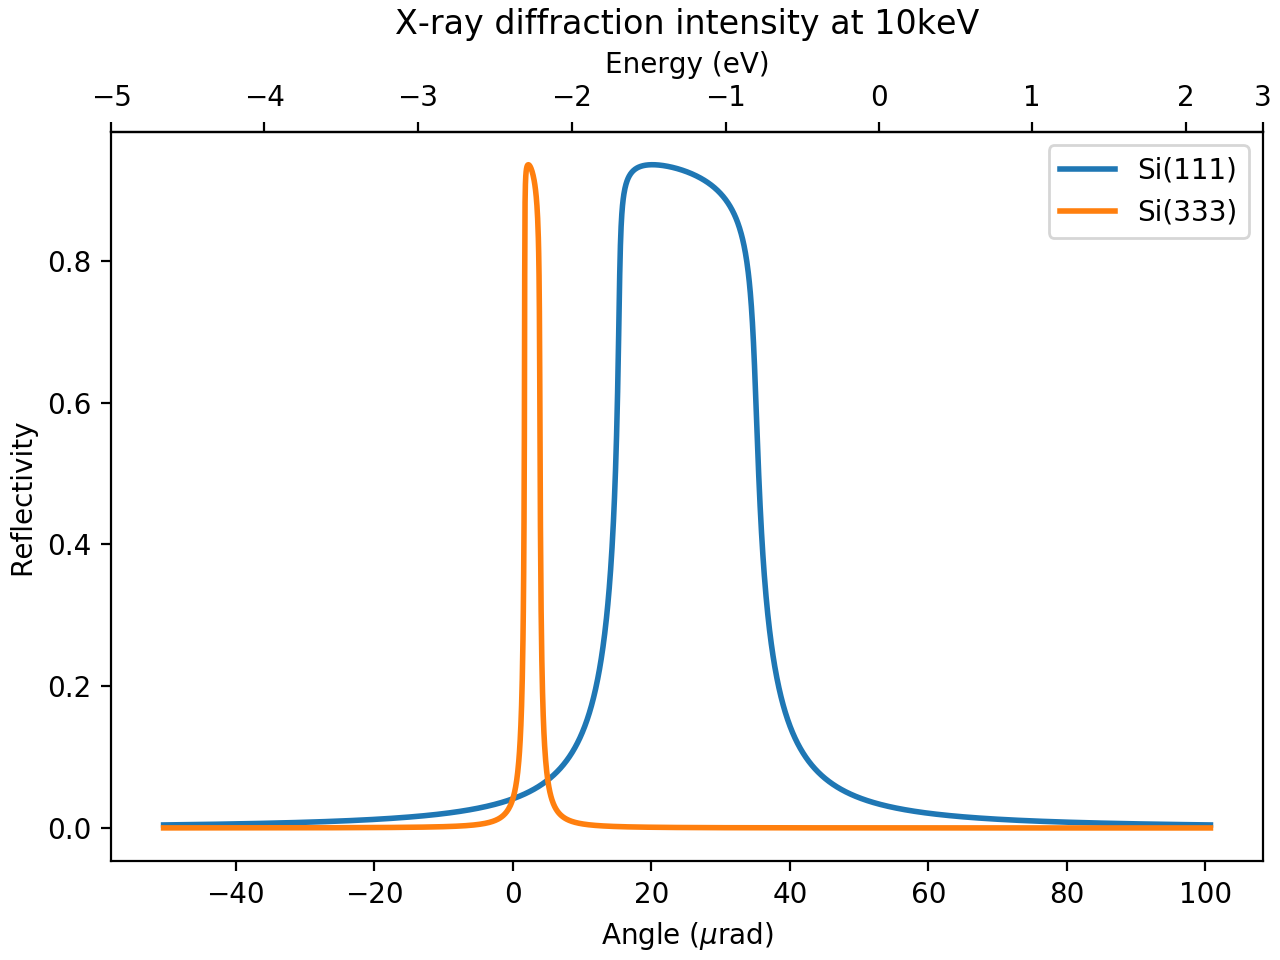 X-ray diffraction intensity at 10keV
Energy (eV)
−5 −4 −3 −2 −1 0 1 2 3
Si(111)
Si(333)
0.8
0.6
0.4
0.2
0.0
Reflectivity
−40 −20 0 20 40 60 80 100
Angle (μrad)